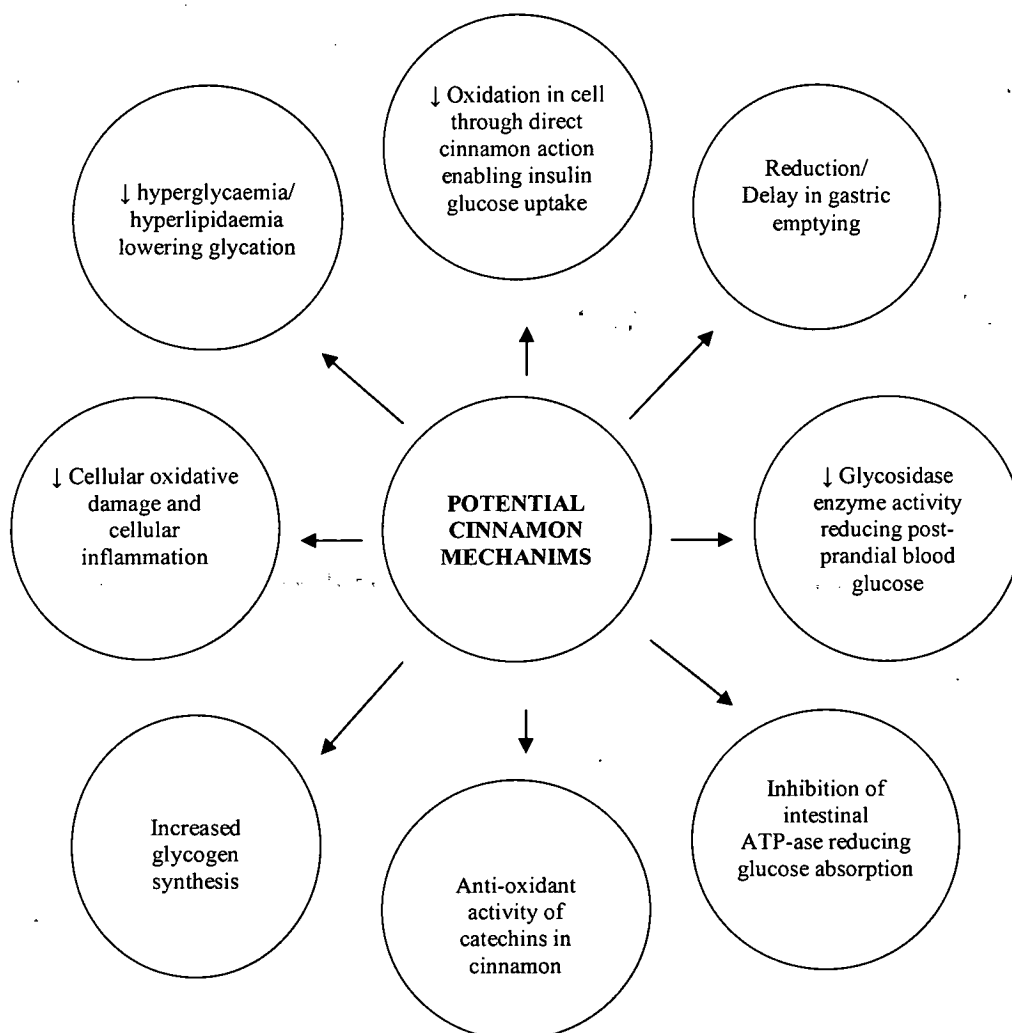 ↓ Oxidation in cell
through direct
cinnamon action
enabling insulin
glucose uptake
Reduction/
Delay in gastric
emptying
↓ Glycosidase
enzyme activity
reducing post-
prandial blood
glucose
Inhibition of
intestinal
ATP-ase reducing
glucose absorption
Anti-oxidant
activity of
catechins in
cinnamon
Increased
glycogen
synthesis
↓ Cellular oxidative
damage and
cellular
inflammation
↓ hyperglycaemia/
hyperlipidaemia
lowering glycation
POTENTIAL
CINNAMON
MECHANIMS